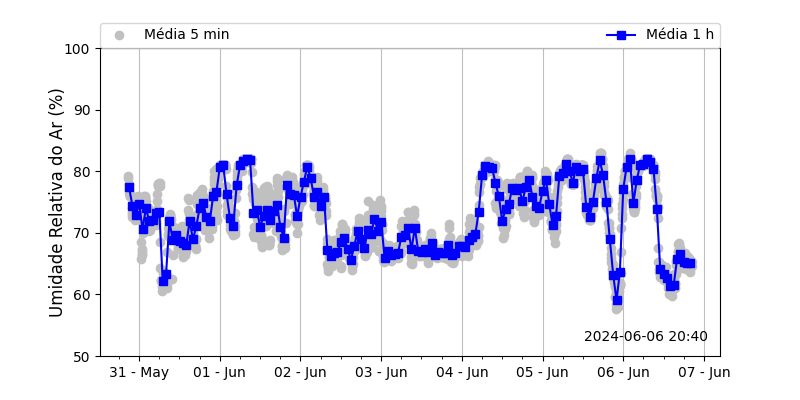 Média 5 min Média 1 h
100
90
80
70
60
50
Umidade Relativa do Ar (%)
2024-06-06 20:40
31 - May 01 - Jun 02 - Jun 03 - Jun 04 - Jun 05 - Jun 06 - Jun 07 - Jun